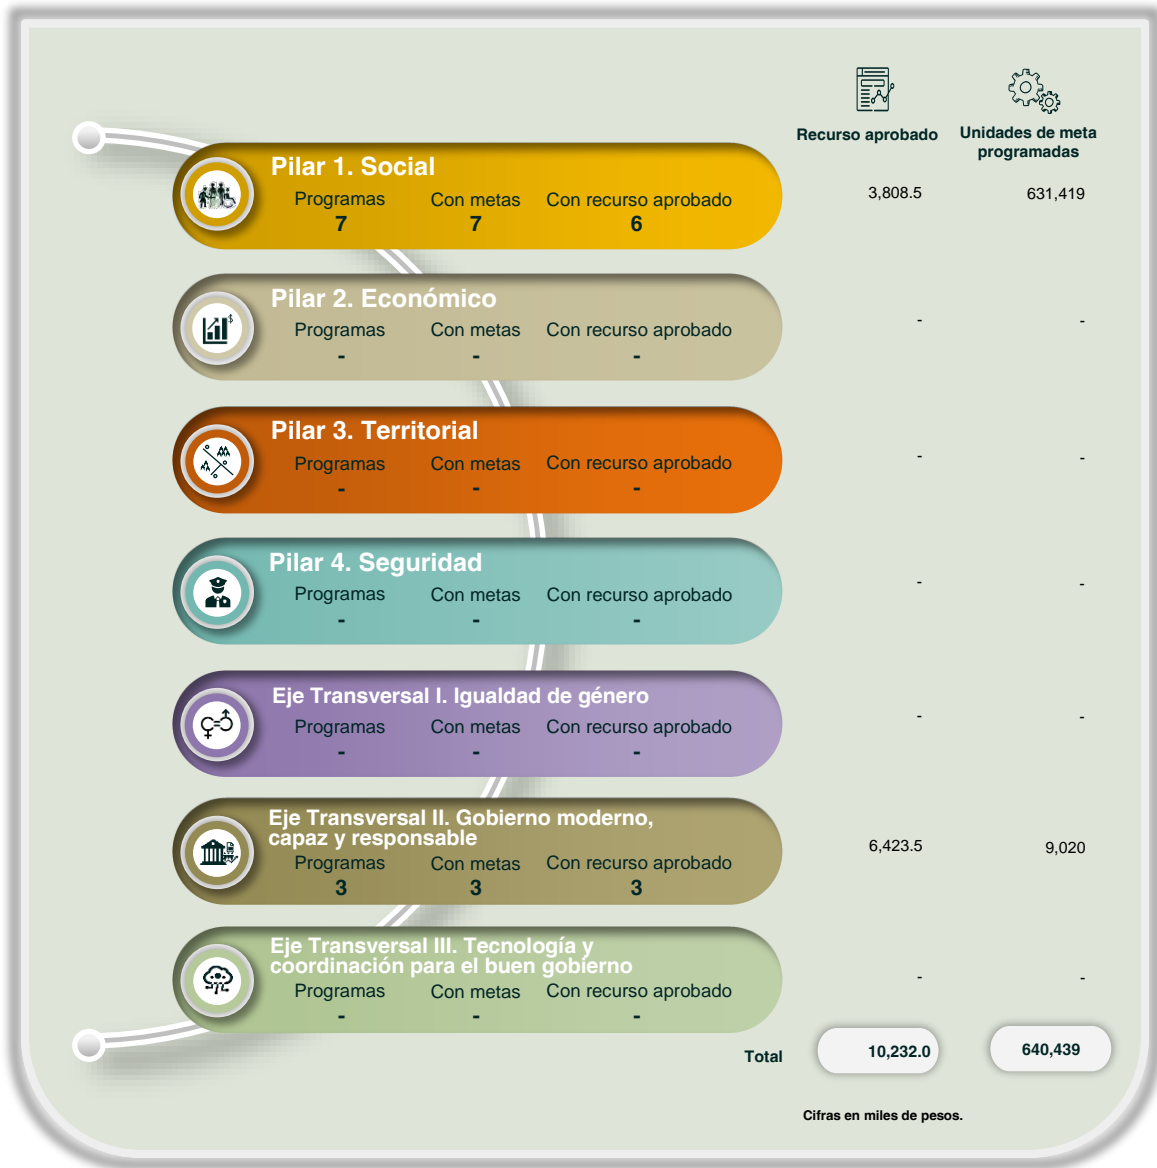 Recurso aprobado
Unidades de meta
programadas
Pilar 1. Social
Programas Con metas Con recurso aprobado
7 7 6
3,808.5 631,419
Pilar 2. Económico
Programas Con metas Con recurso aprobado
- - -
- -
Pilar 3. Territorial
Programas Con metas Con recurso aprobado
- - -
- -
Pilar 4. Seguridad
Programas Con metas Con recurso aprobado
- - -
- -
Eje Transversal I. Igualdad de género
Programas Con metas Con recurso aprobado
- - -
- -
Eje Transversal II. Gobierno moderno,
capaz y responsable
Programas Con metas Con recurso aprobado
3 3 3
6,423.5 9,020
Eje Transversal III. Tecnología y
coordinación para el buen gobierno
Programas Con metas Con recurso aprobado
- - -
- -
Total 10,232.0 640,439
Cifras en miles de pesos.